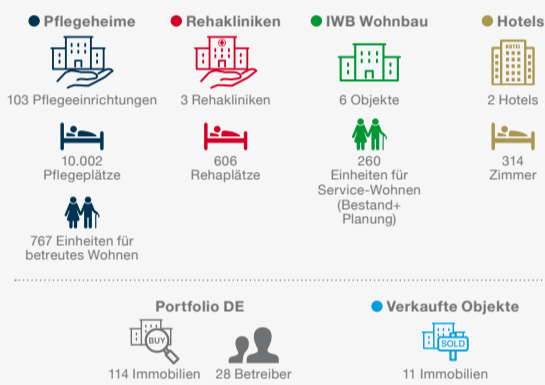 Pflegeheime
103 Pflegeeinrichtungen
10.002
Pflegeplätze
767 Einheiten für
betreutes Wohnen
Rehakliniken
3 Rehakliniken
606
Rehaplätze
IWB Wohnbau
6 Objekte
260
Einheiten für
Service-Wohnen
(Bestand+
Planung)
Hotels
HOTEL
2 Hotels
314
Zimmer
Portfolio DE
BUY
114 Immobilien
28 Betreiber
Verkaufte Objekte
SOLD
11 Immobilien